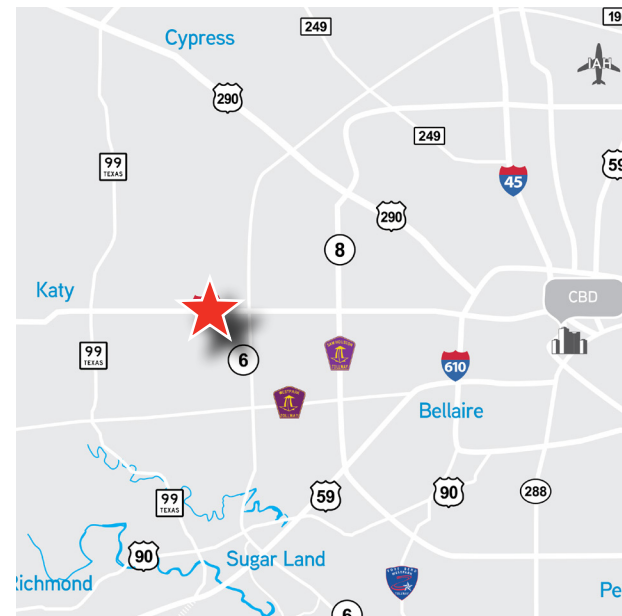 249
19
Cypress
IAH
290
249
99
TEXAS
59
45
290
8
Katy
CBD
99
TEXAS
6
610
Bellaire
59
90
288
99
TEXAS
90
Sugar Land
Richmond
Pe
6